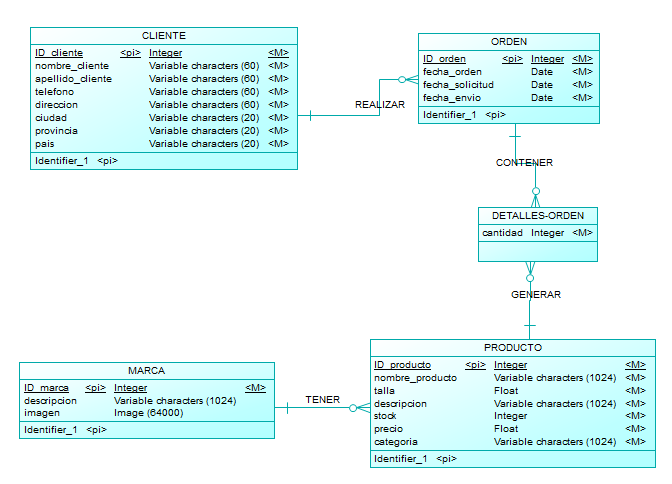 CLIENTE
ID_cliente <pi> Integer <M>
nombre_cliente Variable characters (60) <M>
apellido_cliente Variable characters (60) <M>
telefono Variable characters (60) <M>
direccion Variable characters (60) <M>
ciudad Variable characters (20) <M>
provincia Variable characters (20) <M>
pais Variable characters (20) <M>
Identifier_1 <pi>
REALIZAR
ORDEN
ID_orden <pi> Integer <M>
fecha_orden Date <M>
fecha_solicitud Date <M>
fecha_envio Date <M>
Identifier_1 <pi>
CONTENER
DETALLES-ORDEN
cantidad Integer <M>
GENERAR
MARCA
ID_marca <pi> Integer <M>
descripcion Variable characters (1024)
imagen Image (64000)
Identifier_1 <pi>
TENER
PRODUCTO
ID_producto <pi> Integer <M>
nombre_producto Variable characters (1024) <M>
talla Float <M>
descripcion Variable characters (1024) <M>
stock Integer <M>
precio Float <M>
categoria Variable characters (1024) <M>
Identifier_1 <pi>